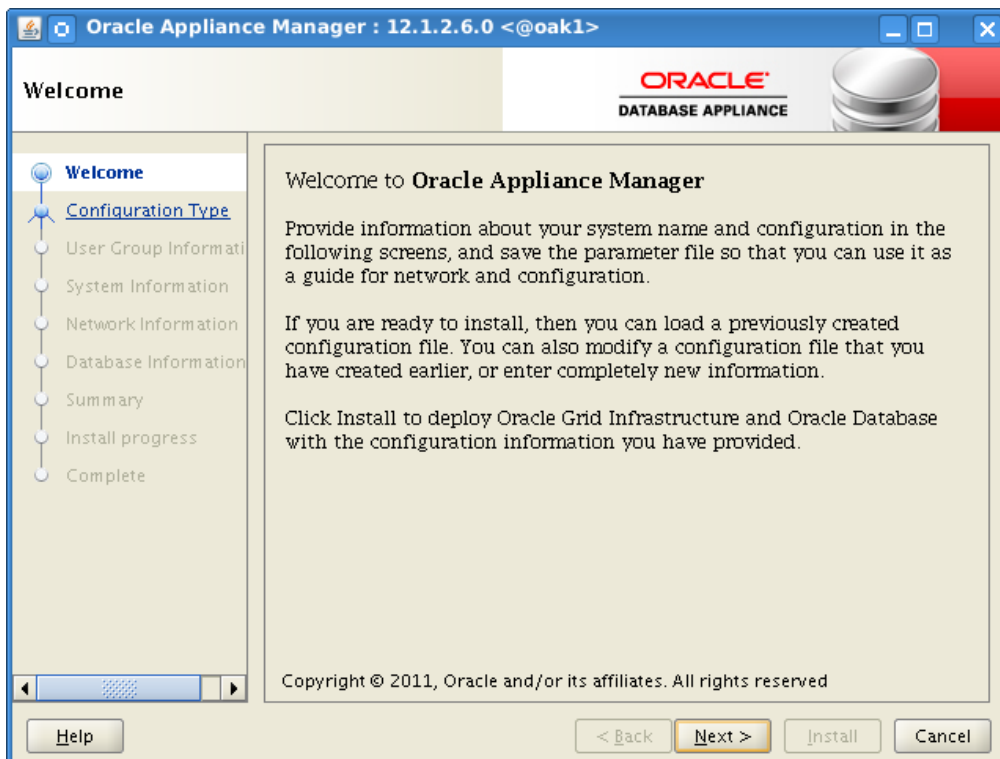 Oracle Appliance Manager : 12.1.2.6.0 <@oak1>
Welcome
ORACLE
DATABASE APPLIANCE
Welcome
Configuration Type
User Group Informati
System Information
Network Information
Database Information
Summary
Install progress
Complete
Welcome to Oracle Appliance Manager
Provide information about your system name and configuration in the
following screens, and save the parameter file so that you can use it as
a guide for network and configuration.
If you are ready to install, then you can load a previously created
configuration file. You can also modify a configuration file that you
have created earlier, or enter completely new information.
Click Install to deploy Oracle Grid Infrastructure and Oracle Database
with the configuration information you have provided.
Copyright © 2011, Oracle and/or its affiliates. All rights reserved
Help
< Back
Next >
Install
Cancel